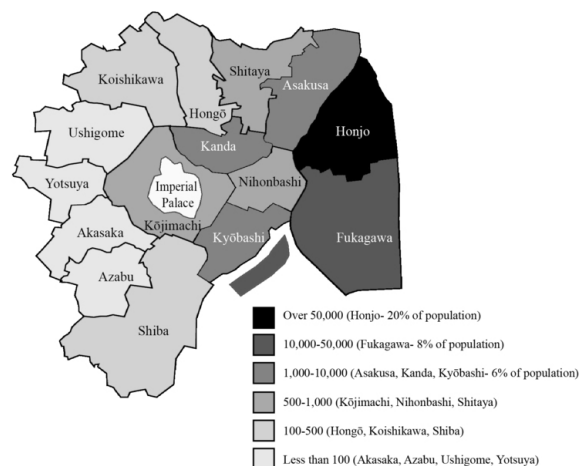 Koishikawa
Shitaya
Asakusa
Hongō
Ushigome
Honjo
Kanda
Yotsuya
Imperial
Palace
Nihonbashi
Kōjimachi
Akasaka
Kyōbashi
Fukagawa
Azabu
Shiba
Over 50,000 (Honjo- 20% of population)
10,000-50,000 (Fukagawa- 8% of population)
1,000-10,000 (Asakusa, Kanda, Kyōbashi- 6% of population)
500-1,000 (Kōjimachi, Nihonbashi, Shitaya)
100-500 (Hongō, Koishikawa, Shiba)
Less than 100 (Akasaka, Azabu, Ushigome, Yotsuya)